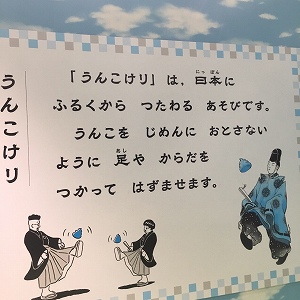 うんこけり
「うんこけり」は、日本に
ふるくから つたわる あそびです。
うんこを じめんに おとさない
ように 足や からだを
つかって はずませます。